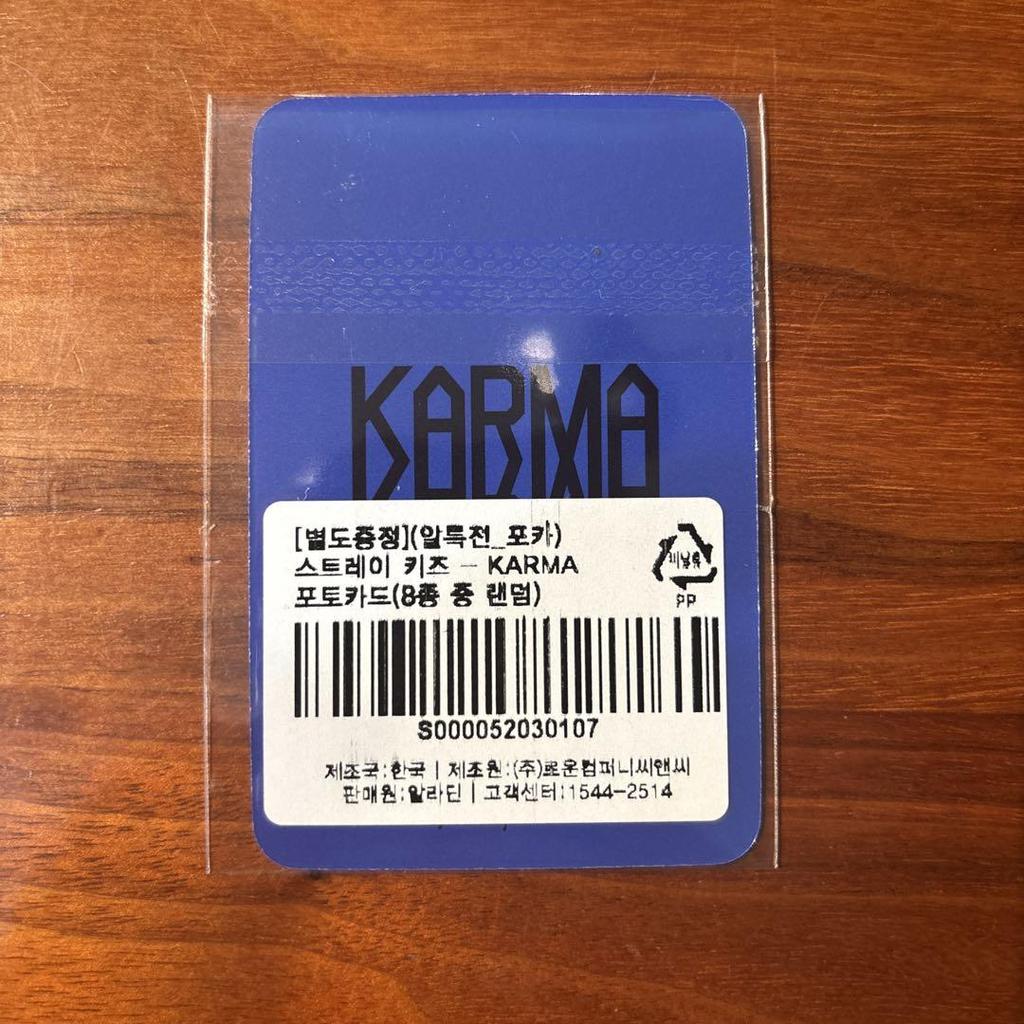 KARMA
[별도증정](알특전_포카)
스트레이 키즈 - KARMA
포토카드(8종 중 랜덤)
재활용
PP
S000052030107
제조국:한국 | 제조원:(주)로운컴퍼니씨앤씨
판매원:알라딘 | 고객센터:1544-2514